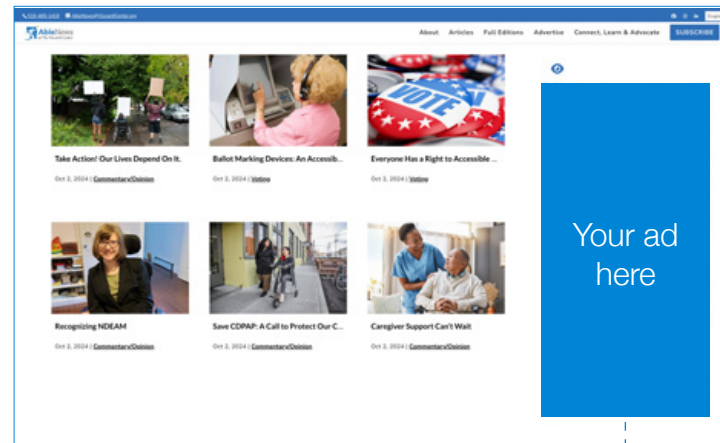 AbleNews
About Articles Full Editions Advertise Connect, Learn & Advocate SUBSCRIBE
VOTE
Take Action! Our Lives Depend On It.
Ballot Marking Devices: An Accessib...
Everyone Has a Right to Accessible ...
Oct 2, 2024 | Commentary/Opinion
Oct 2, 2024 | Voting
Oct 2, 2024 | Voting
Your ad
here
Recognizing NDEAM
Save CDPAP: A Call to Protect Our C...
Caregiver Support Can't Wait
Oct 2, 2024 | Commentary/Opinion
Oct 2, 2024 | Commentary/Opinion
Oct 2, 2024 | Commentary/Opinion